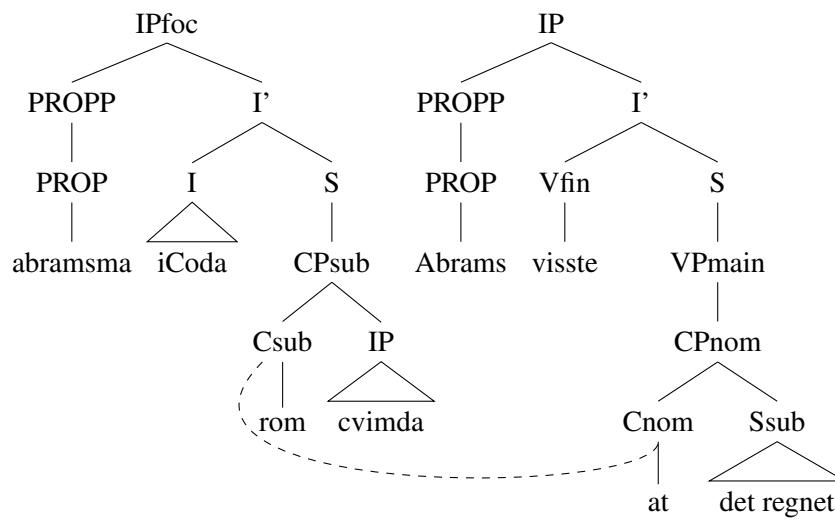 IPfoc IP
PROPP I’ PROPP I’
PROP I S PROP Vfin S
abramsma iCoda CPsub Abrams visste VPmain
Csub IP CPnom
rom cvimda Cnom Ssub
at det regnet